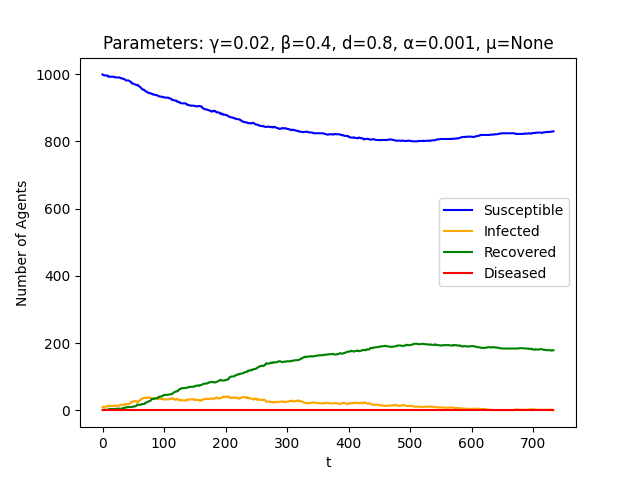 Parameters: γ=0.02, β=0.4, d=0.8, α=0.001, μ=None
Number of Agents
1000
800
600
400
200
0
Susceptible
Infected
Recovered
Diseased
0 100 200 300 400 500 600 700
t